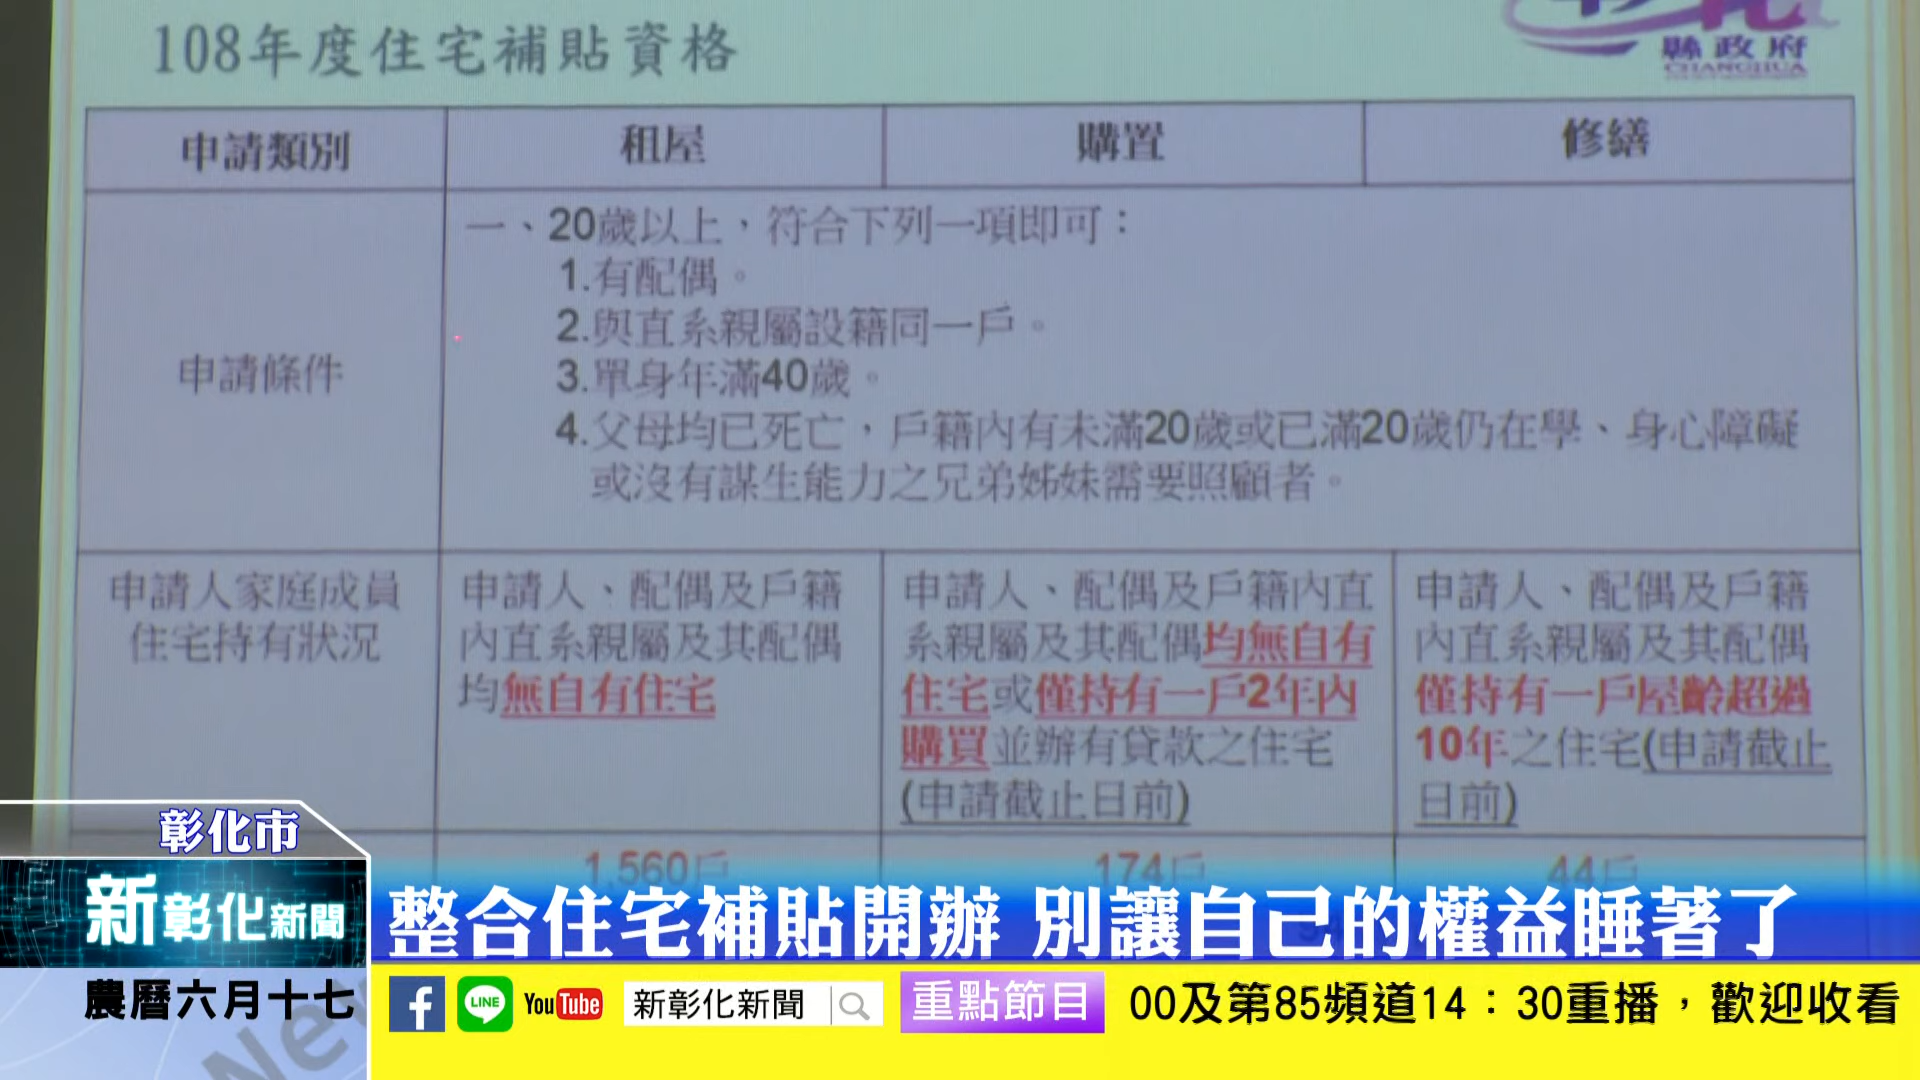 108年度住宅補貼資格
縣政府
CHANGHUA
申請類別
租屋
購置
修繕
申請條件
一、20歲以上，符合下列一項即可：
1.有配偶。
2.與直系親屬設籍同一戶。
3.單身年滿40歲。
4.父母均已死亡，戶籍內有未滿20歲或已滿20歲仍在學、身心障礙
或沒有謀生能力之兄弟姊妹需要照顧者。
申請人家庭成員
住宅持有狀況
申請人、配偶及戶籍
內直系親屬及其配偶
均無自有住宅
申請人、配偶及戶籍內直
系親屬及其配偶均無自有
住宅或僅持有一戶2年內
購買並辦有貸款之住宅
(申請截止日前)
申請人、配偶及戶籍
內直系親屬及其配偶
僅持有一戶屋齡超過
10年之住宅(申請截止
日前)
1,560戶
174戶
44戶
彰化市
新彰化新聞
整合住宅補貼開辦 別讓自己的權益睡著了
農曆六月十七
LINE
YouTube
新彰化新聞
重點節目
00及第85頻道14：30重播，歡迎收看